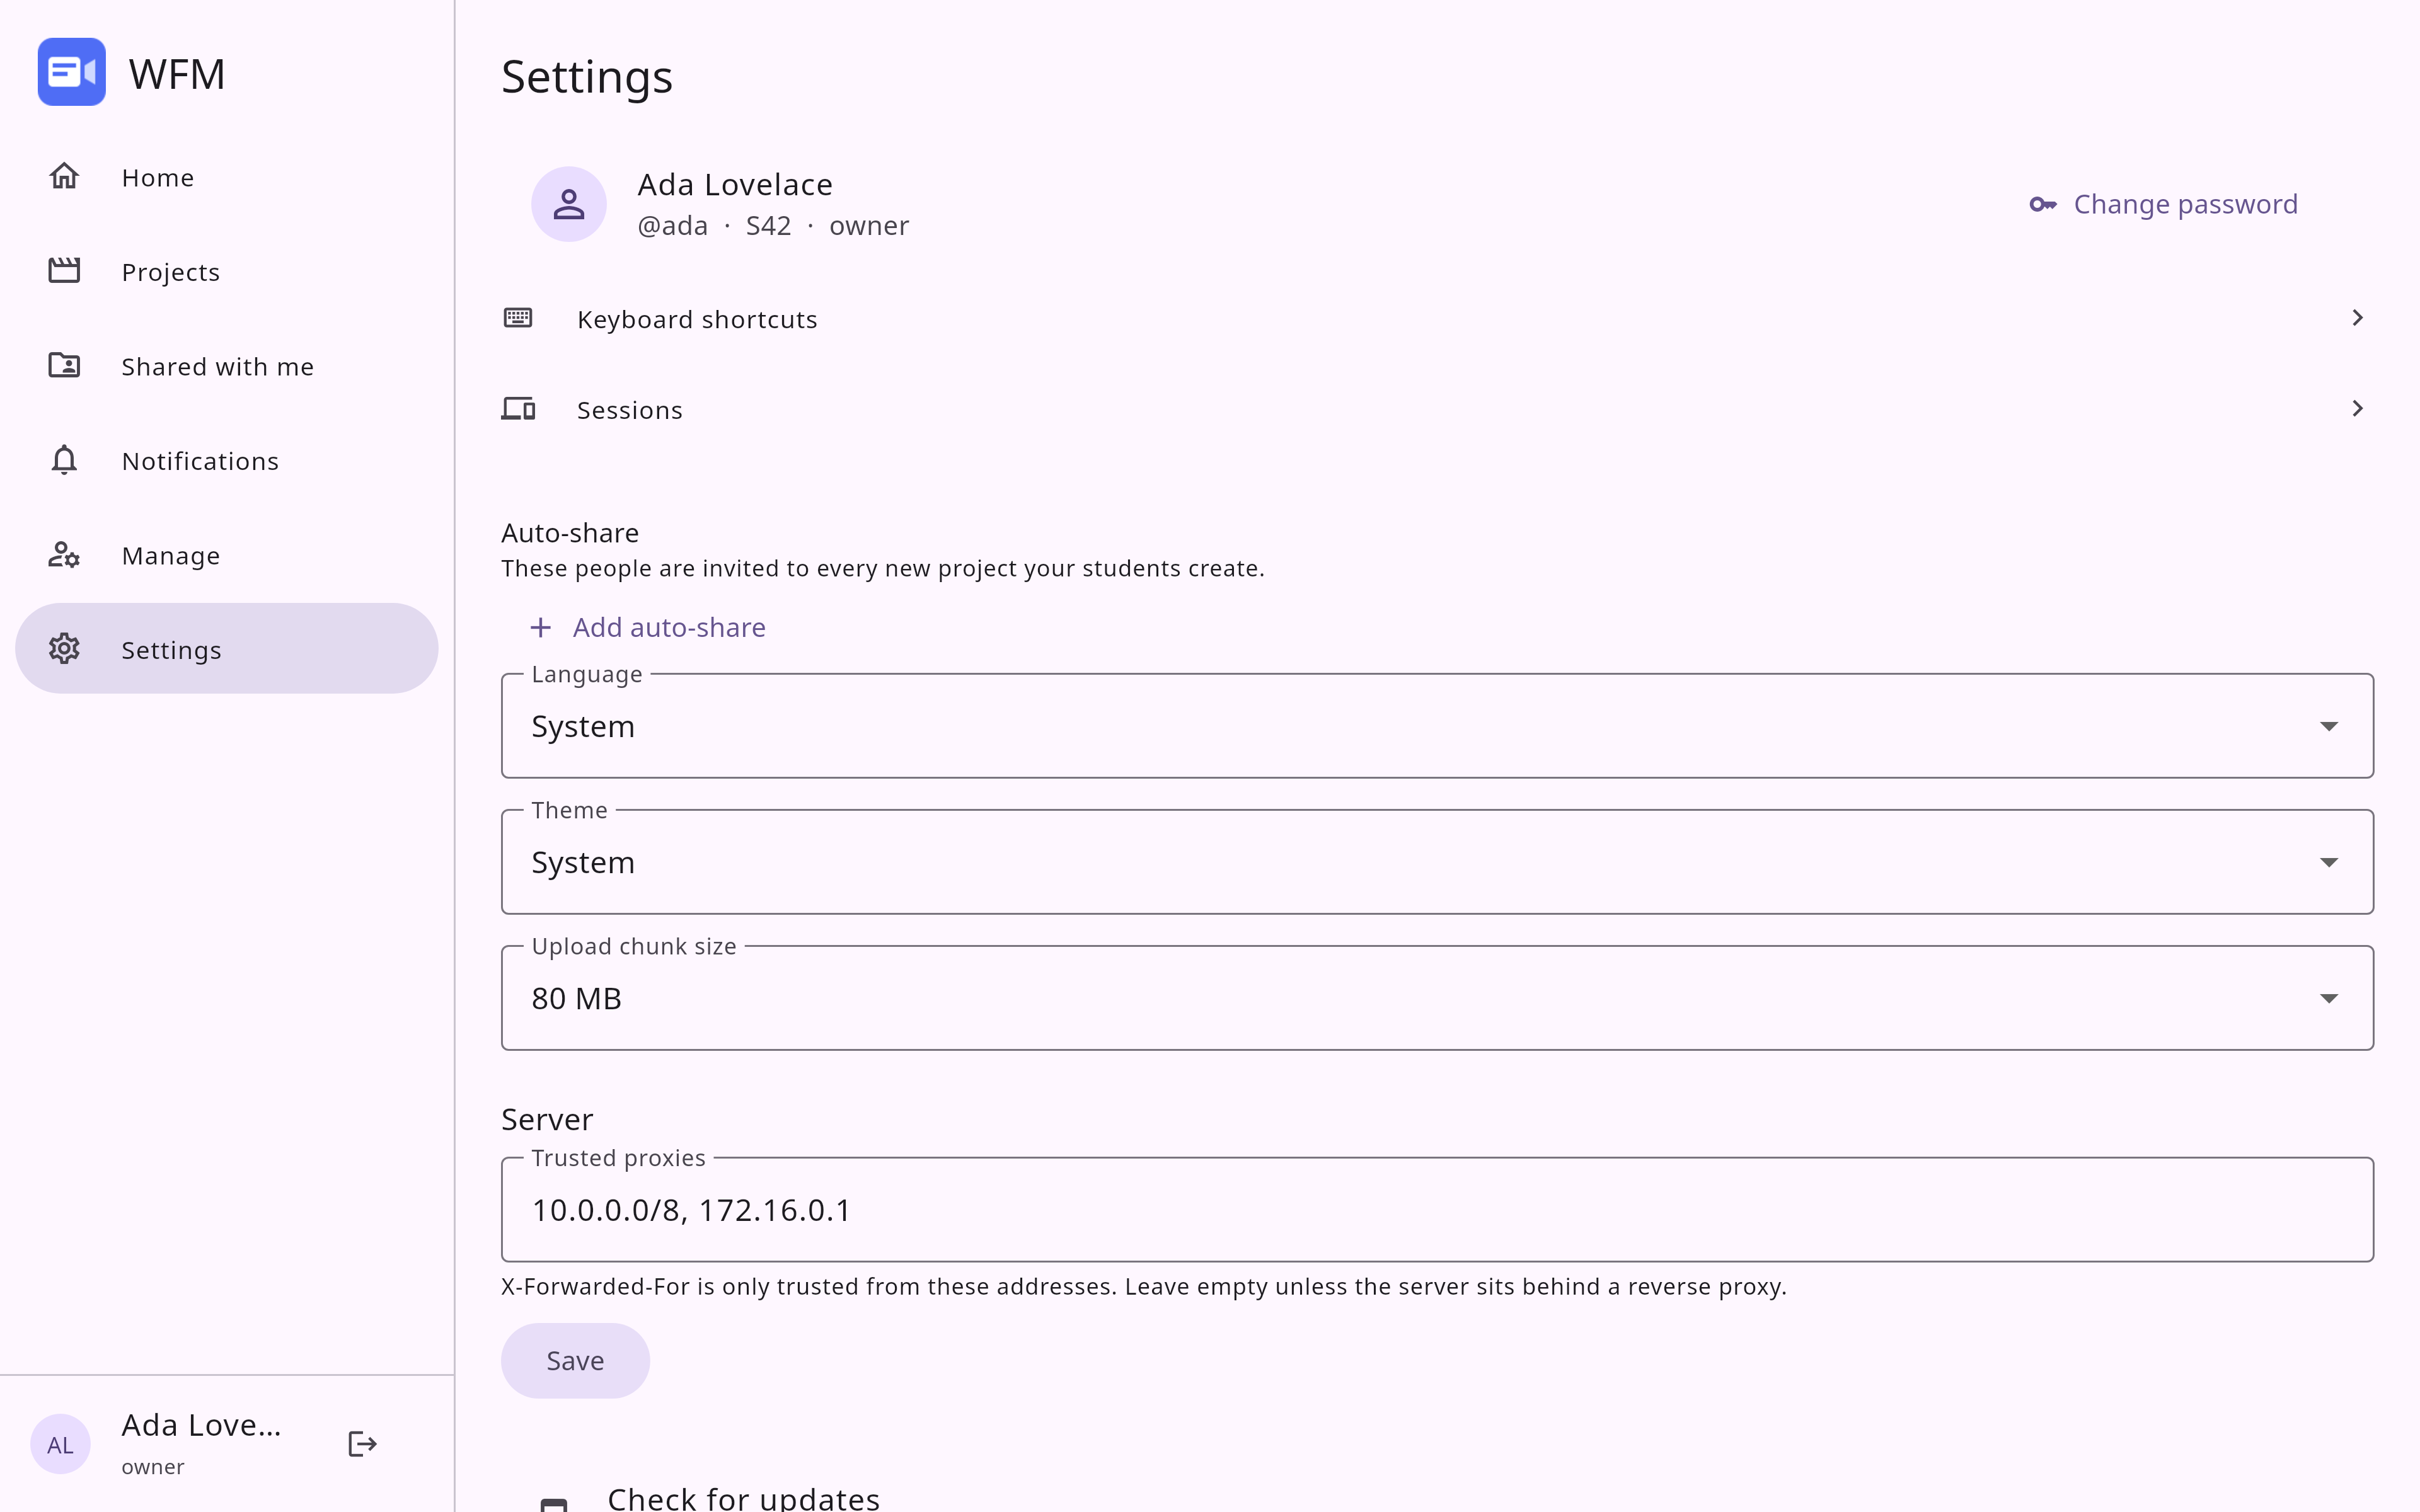 WFM
Home
Projects
Shared with me
Notifications
Manage
Settings
AL
Ada Love...
owner
Settings
Ada Lovelace
@ada · S42 · owner
Change password
Keyboard shortcuts
Sessions
Auto-share
These people are invited to every new project your students create.
Add auto-share
Language
System
Theme
System
Upload chunk size
80 MB
Server
Trusted proxies
10.0.0.0/8, 172.16.0.1
X-Forwarded-For is only trusted from these addresses. Leave empty unless the server sits behind a reverse proxy.
Save
Check for updates